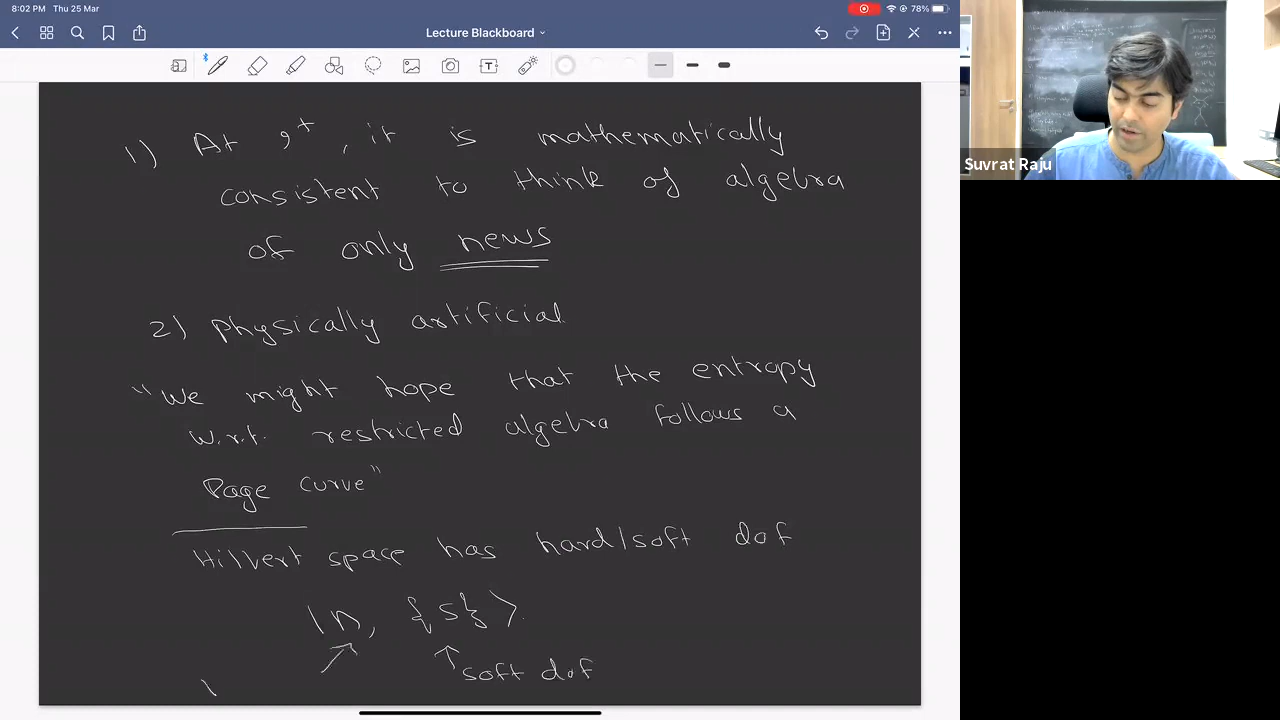 8:02 PM Thu 25 Mar
78%
Lecture Blackboard
Suvrat Raju
1) At I+, it is mathematically
consistent to think of algebra
of only news
2) Physically artificial
"We might hope that the entropy
w.r.t. restricted algebra follows a
Page curve"
Hilbert space has hard/soft dof
|n, {s}⟩
soft dof